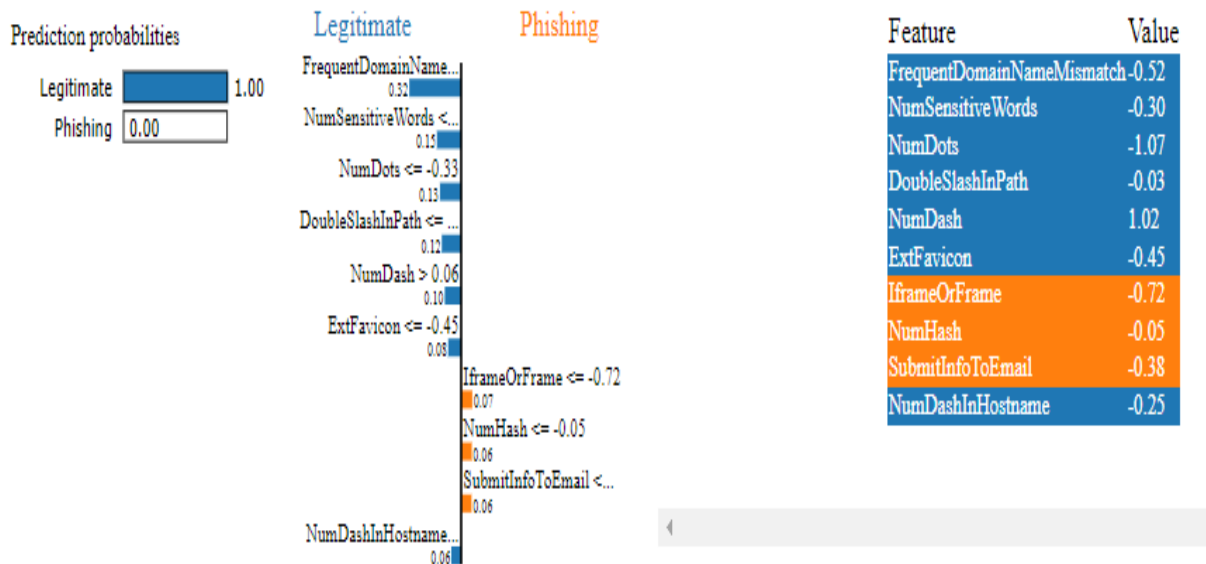 Prediction probabilities
Legitimate 1.00
Phishing 0.00
Legitimate Phishing
FrequentDomainName...
0.32
NumSensitiveWords <...
0.15
NumDots <= -0.33
0.13
DoubleSlashInPath <= ...
0.12
NumDash > 0.06
0.10
ExtFavicon <= -0.45
0.08
IframeOrFrame <= -0.72
0.07
NumHash <= -0.05
0.06
SubmitInfoToEmail <...
0.06
NumDashInHostname...
0.06
Feature Value
FrequentDomainNameMismatch -0.52
NumSensitiveWords -0.30
NumDots -1.07
DoubleSlashInPath -0.03
NumDash 1.02
ExtFavicon -0.45
IframeOrFrame -0.72
NumHash -0.05
SubmitInfoToEmail -0.38
NumDashInHostname -0.25